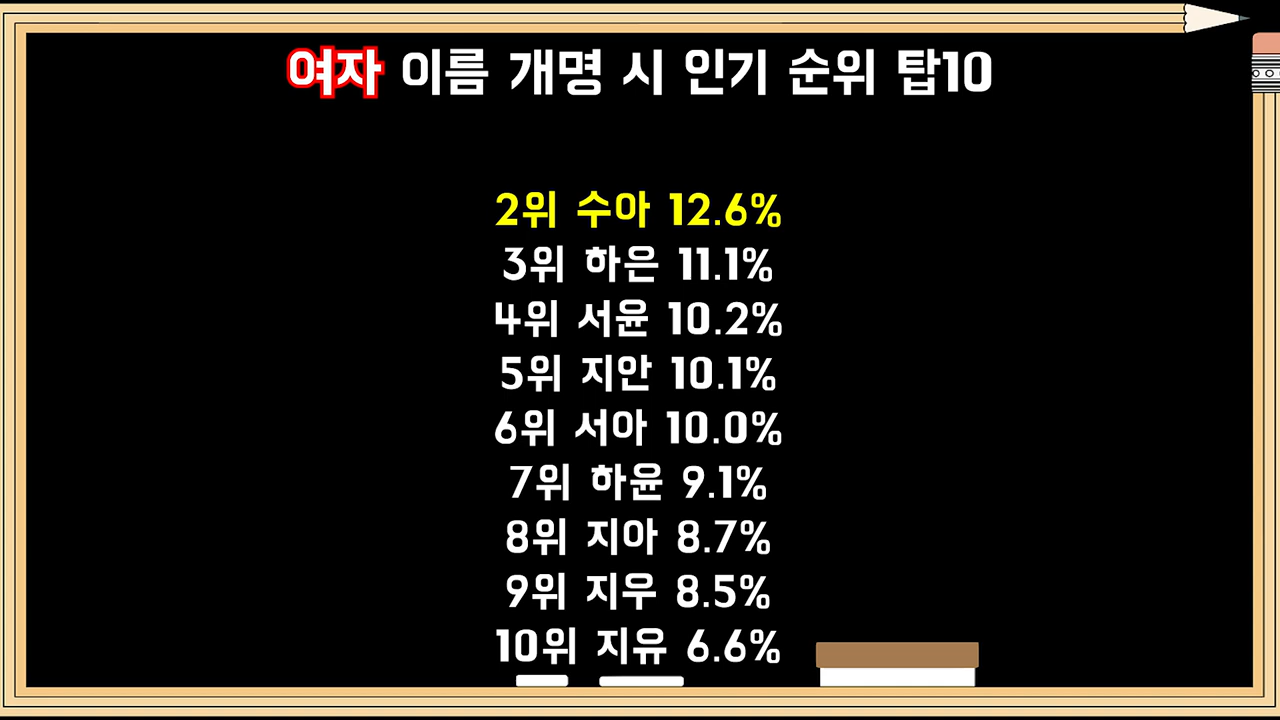 여자 이름 개명 시 인기 순위 탑10
2위 수아 12.6%
3위 하은 11.1%
4위 서윤 10.2%
5위 지안 10.1%
6위 서아 10.0%
7위 하윤 9.1%
8위 지아 8.7%
9위 지우 8.5%
10위 지유 6.6%